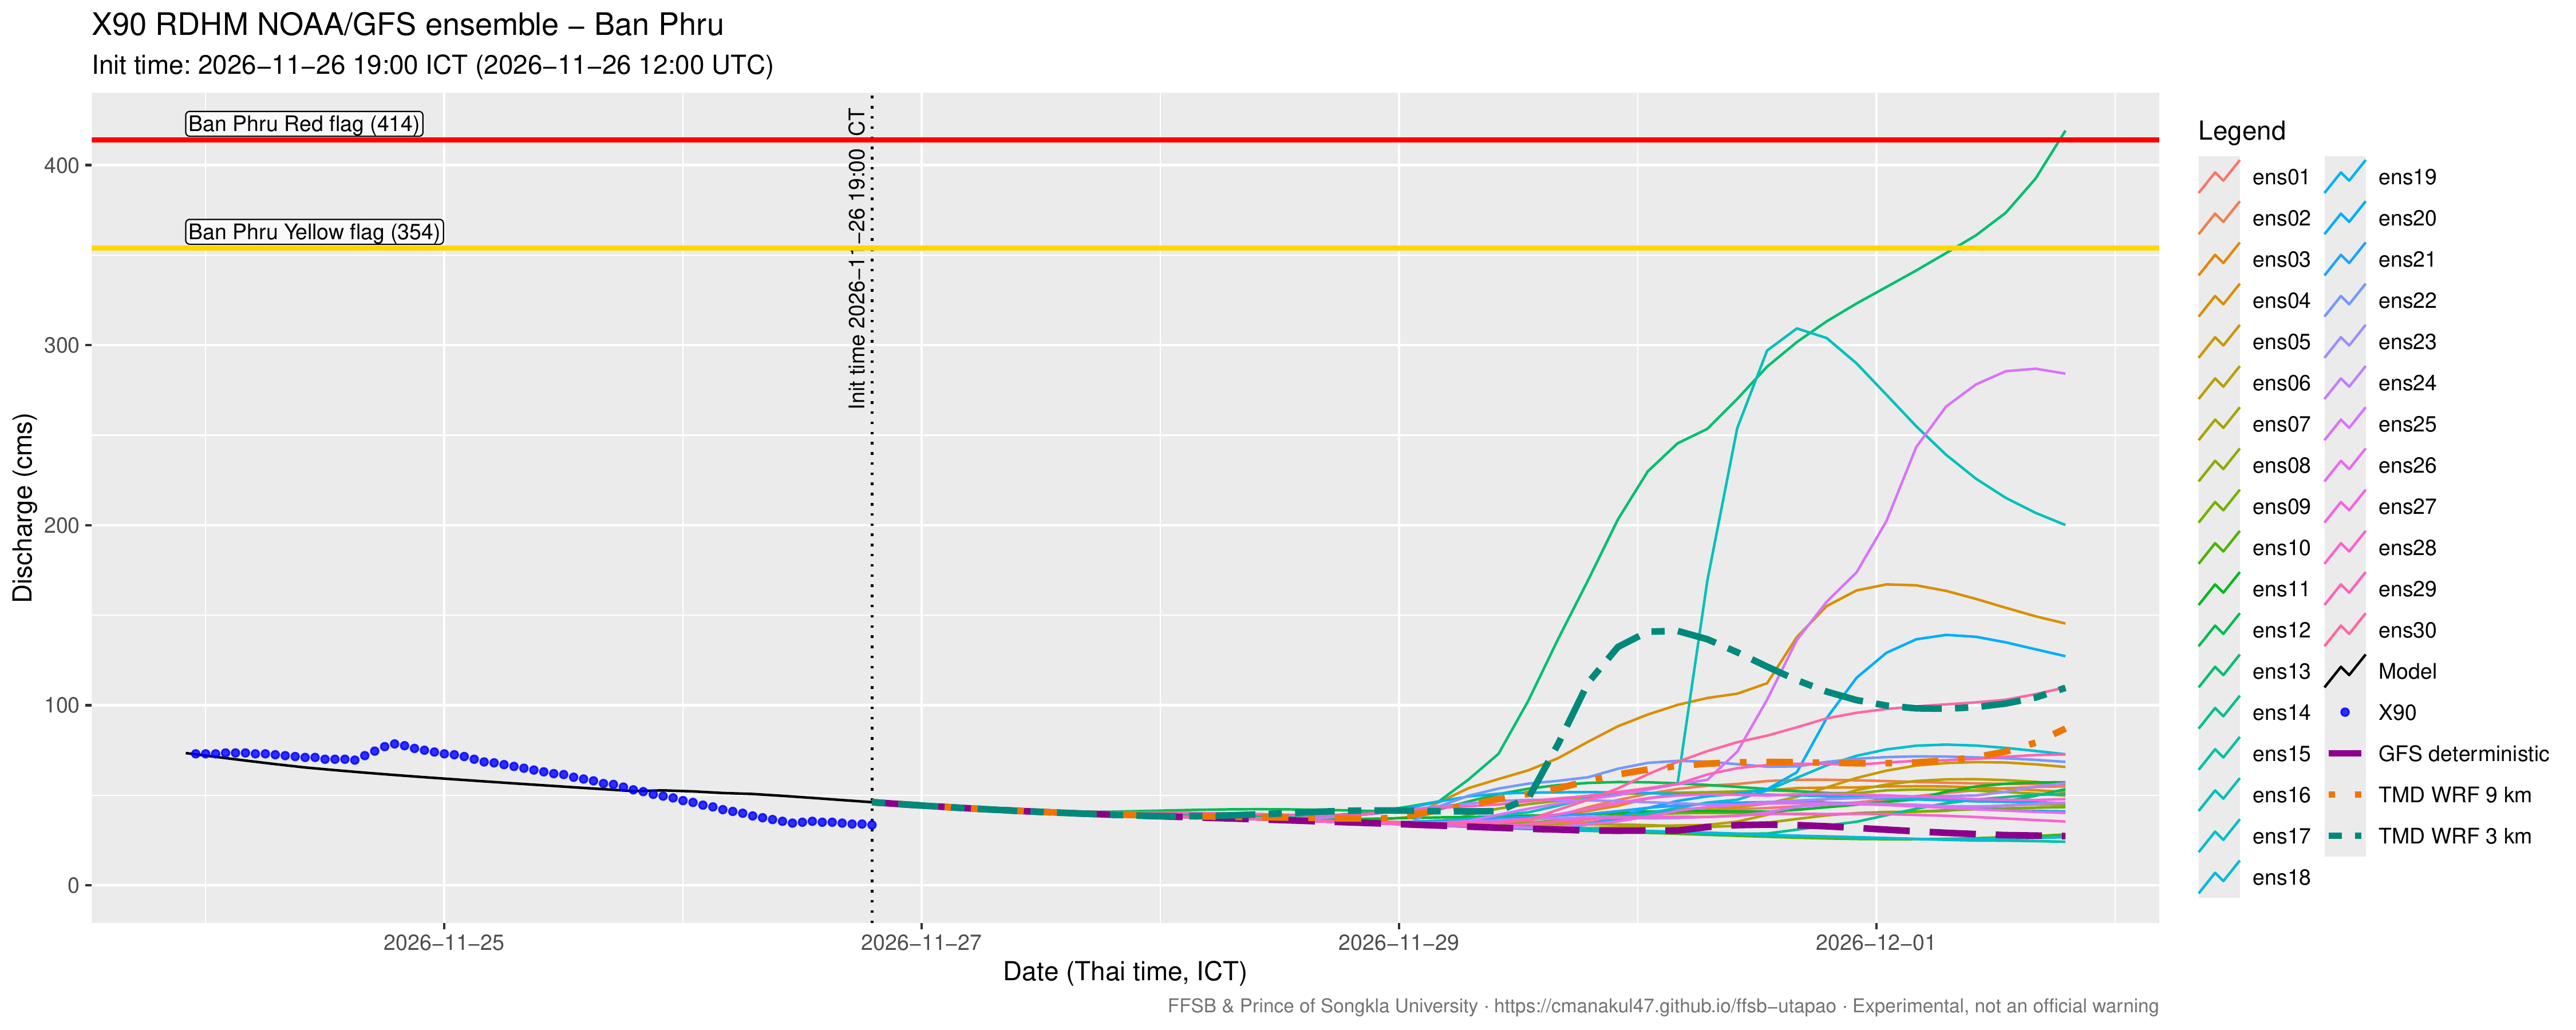 X90 RDHM NOAA/GFS ensemble – Ban Phru
Init time: 2026−11−26 19:00 ICT (2026−11−26 12:00 UTC)
Ban Phru Red flag (414)
Ban Phru Yellow flag (354)
Init time 2026−11−26 19:00 ICT
Discharge (cms)
400
300
200
100
0
2026−11−25
2026−11−27
2026−11−29
2026−12−01
Date (Thai time, ICT)
Legend
ens01
ens02
ens03
ens04
ens05
ens06
ens07
ens08
ens09
ens10
ens11
ens12
ens13
ens14
ens15
ens16
ens17
ens18
ens19
ens20
ens21
ens22
ens23
ens24
ens25
ens26
ens27
ens28
ens29
ens30
Model
X90
GFS deterministic
TMD WRF 9 km
TMD WRF 3 km
FFSB & Prince of Songkla University · https://cmanakul47.github.io/ffsb−utapao · Experimental, not an official warning